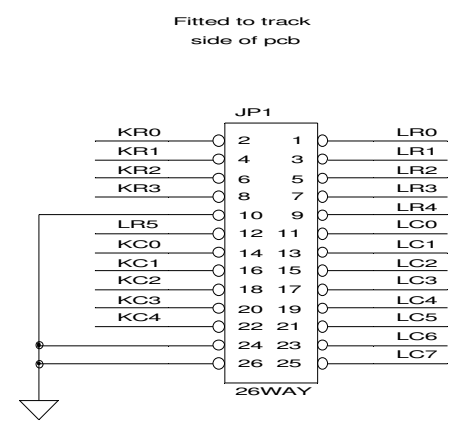 Fitted to track
side of pcb
JP1
KR0 2 1 LR0
KR1 4 3 LR1
KR2 6 5 LR2
KR3 8 7 LR3
10 9 LR4
LR5 12 11 LC0
KC0 14 13 LC1
KC1 16 15 LC2
KC2 18 17 LC3
KC3 20 19 LC4
KC4 22 21 LC5
24 23 LC6
26 25 LC7
26WAY